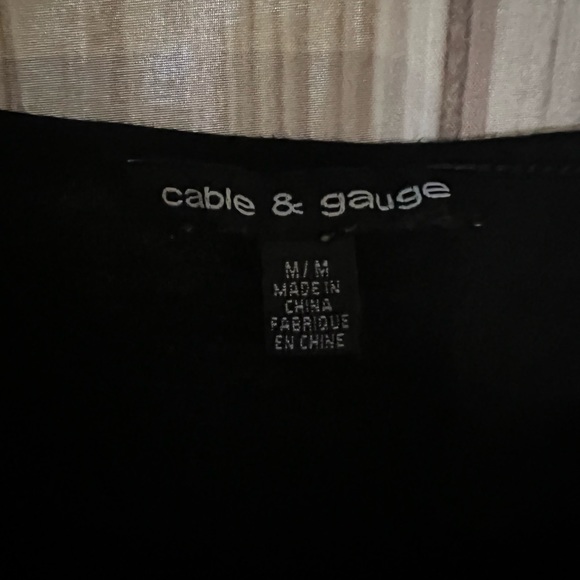 cable & gauge
M/M
MADE IN
CHINA
FABRIQUE
EN CHINE